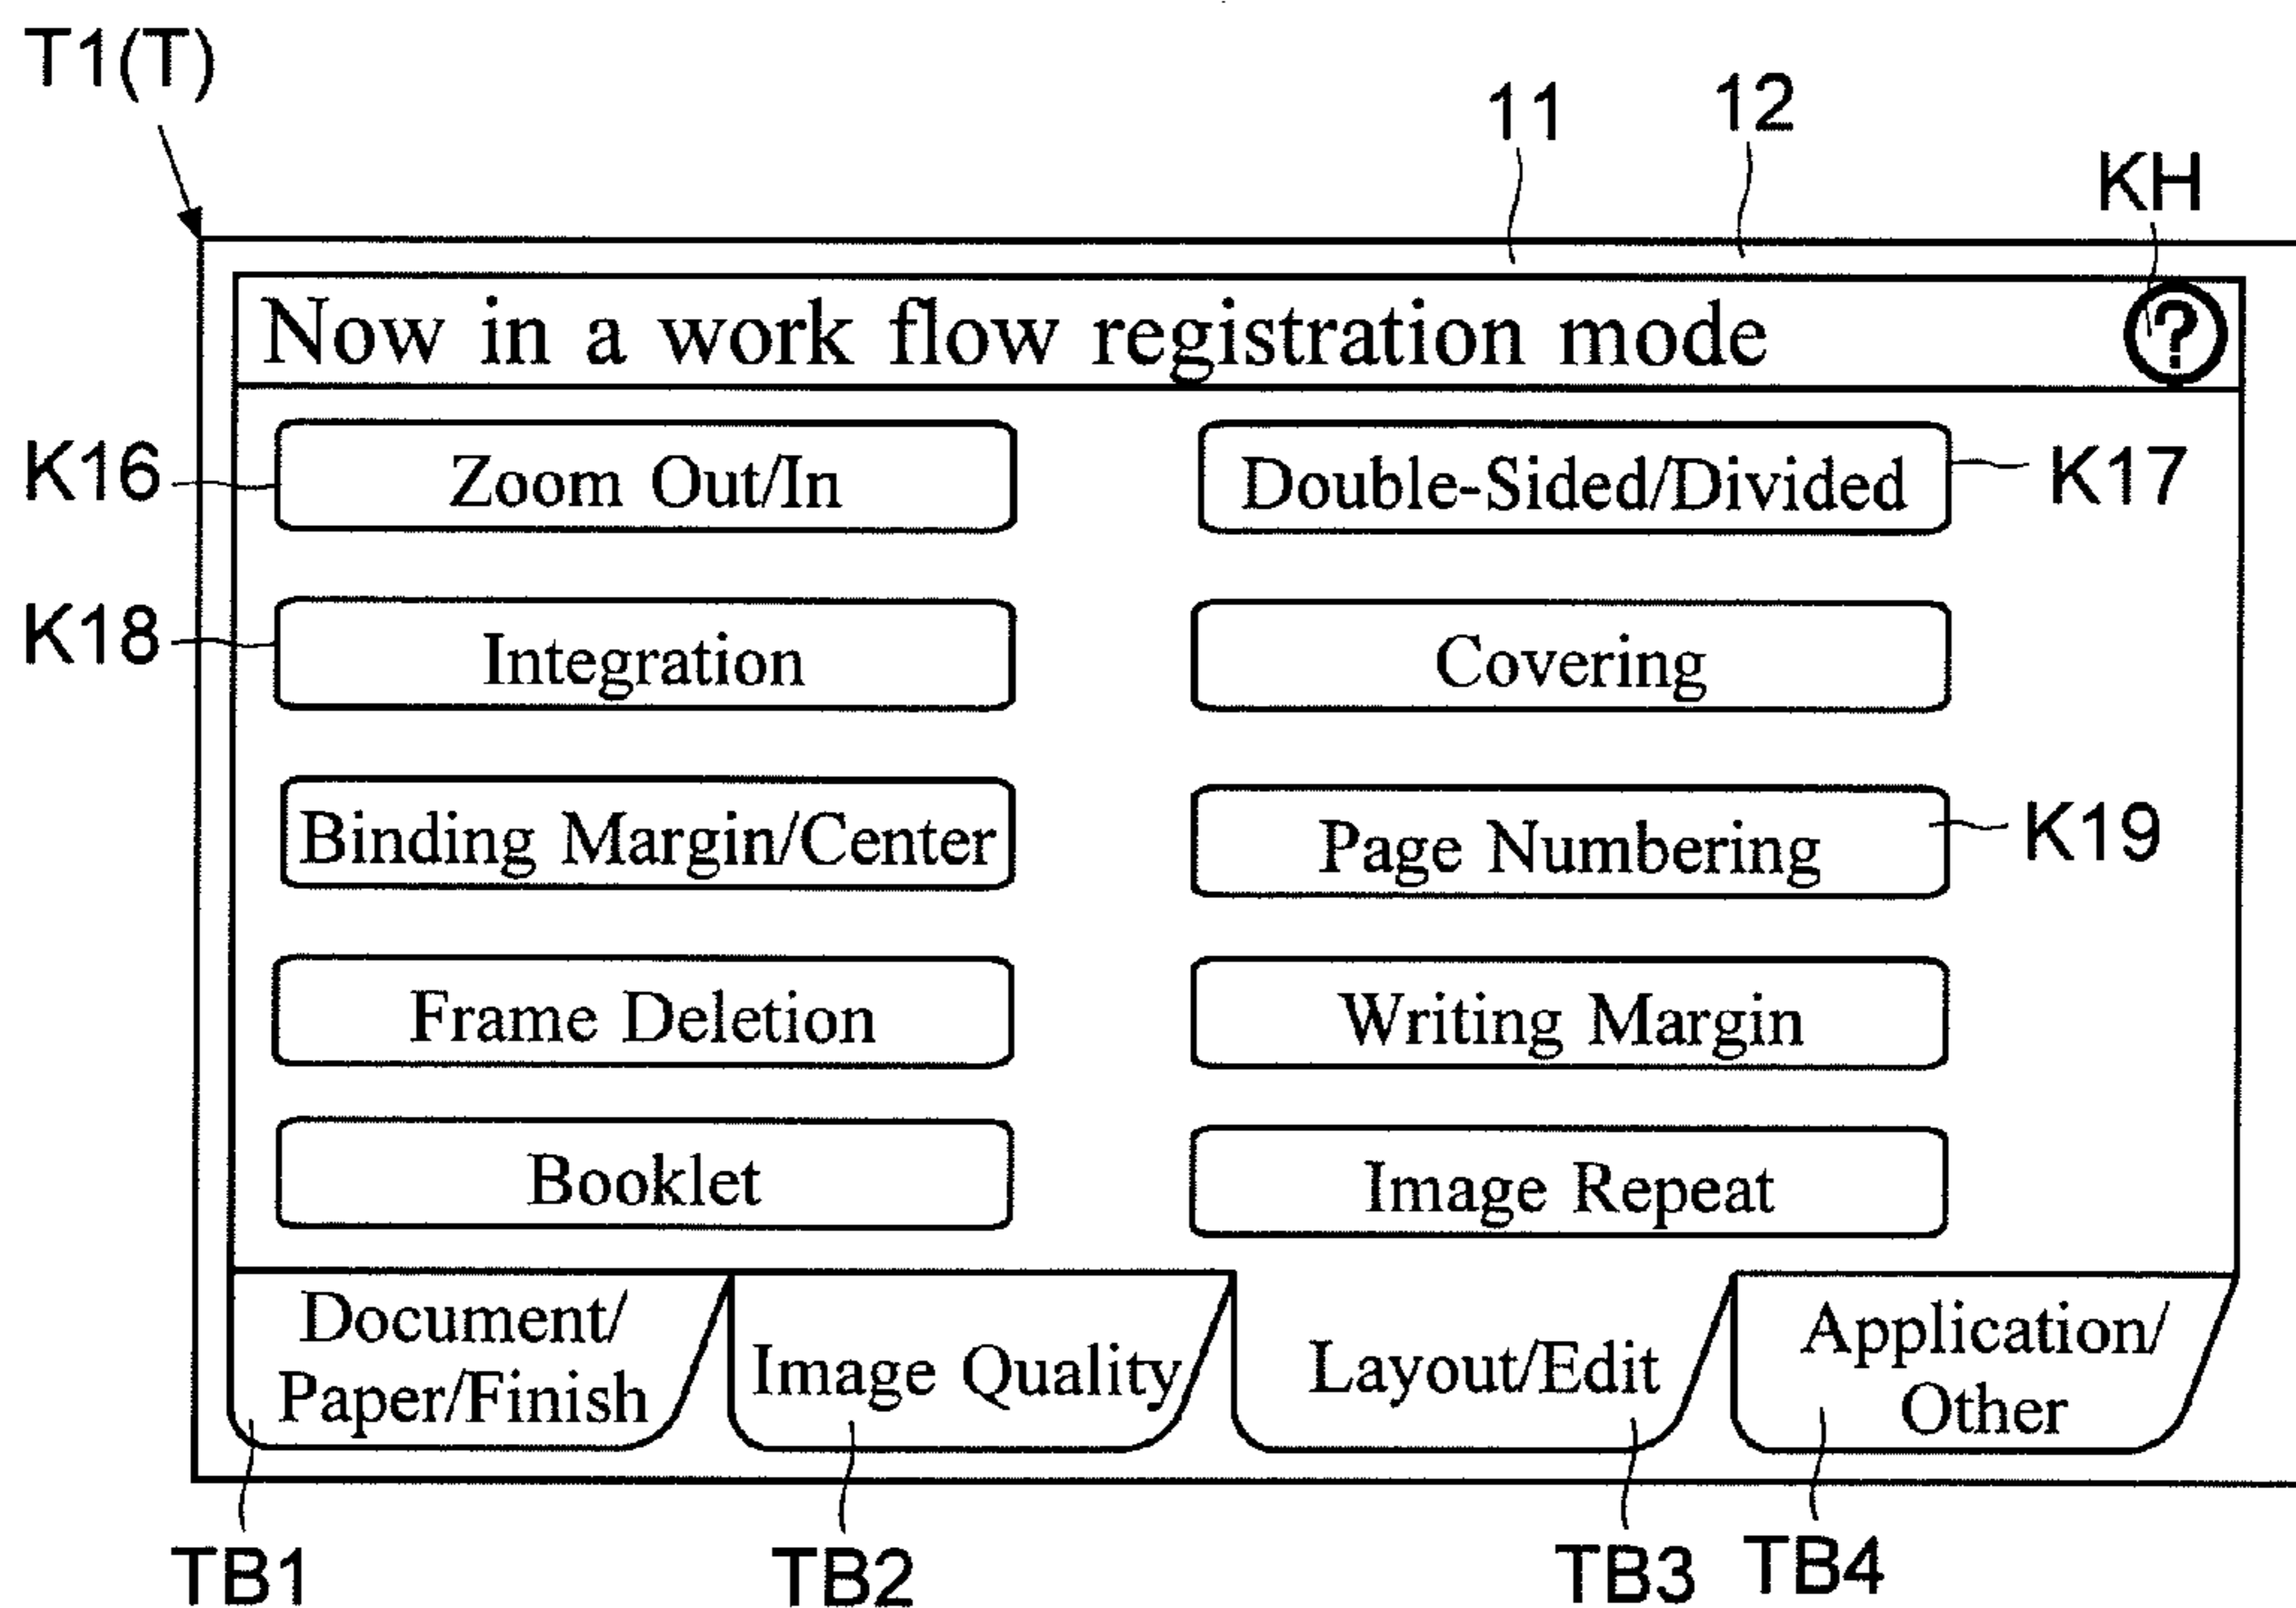 T1(T)
11
12
KH
Now in a work flow registration mode
?
K16
Zoom Out/In
Double-Sided/Divided
K17
K18
Integration
Covering
Binding Margin/Center
Page Numbering
K19
Frame Deletion
Writing Margin
Booklet
Image Repeat
Document/
Paper/Finish
Image Quality
Layout/Edit
Application/
Other
TB1
TB2
TB3
TB4